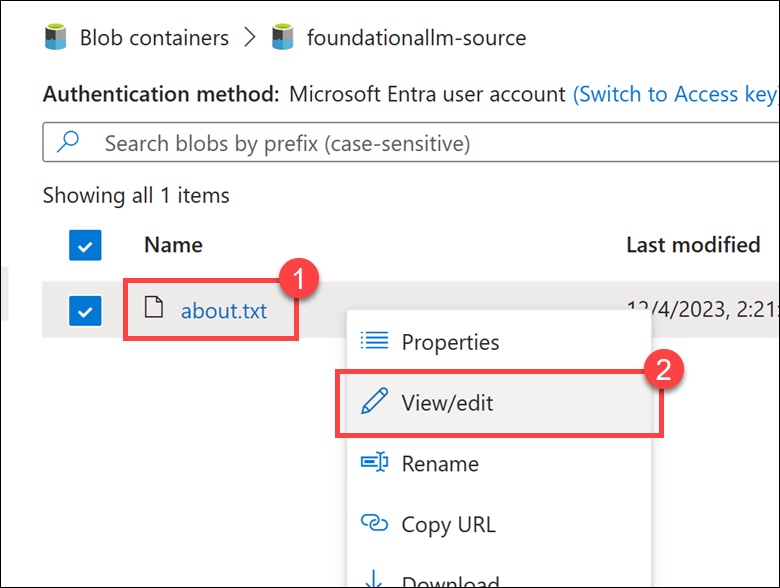 Blob containers > foundationallm-source
Authentication method: Microsoft Entra user account (Switch to Access key)
Search blobs by prefix (case-sensitive)
Showing all 1 items
Name Last modified
1
about.txt 12/4/2023, 2:21:
Properties
2
View/edit
Rename
Copy URL
Download